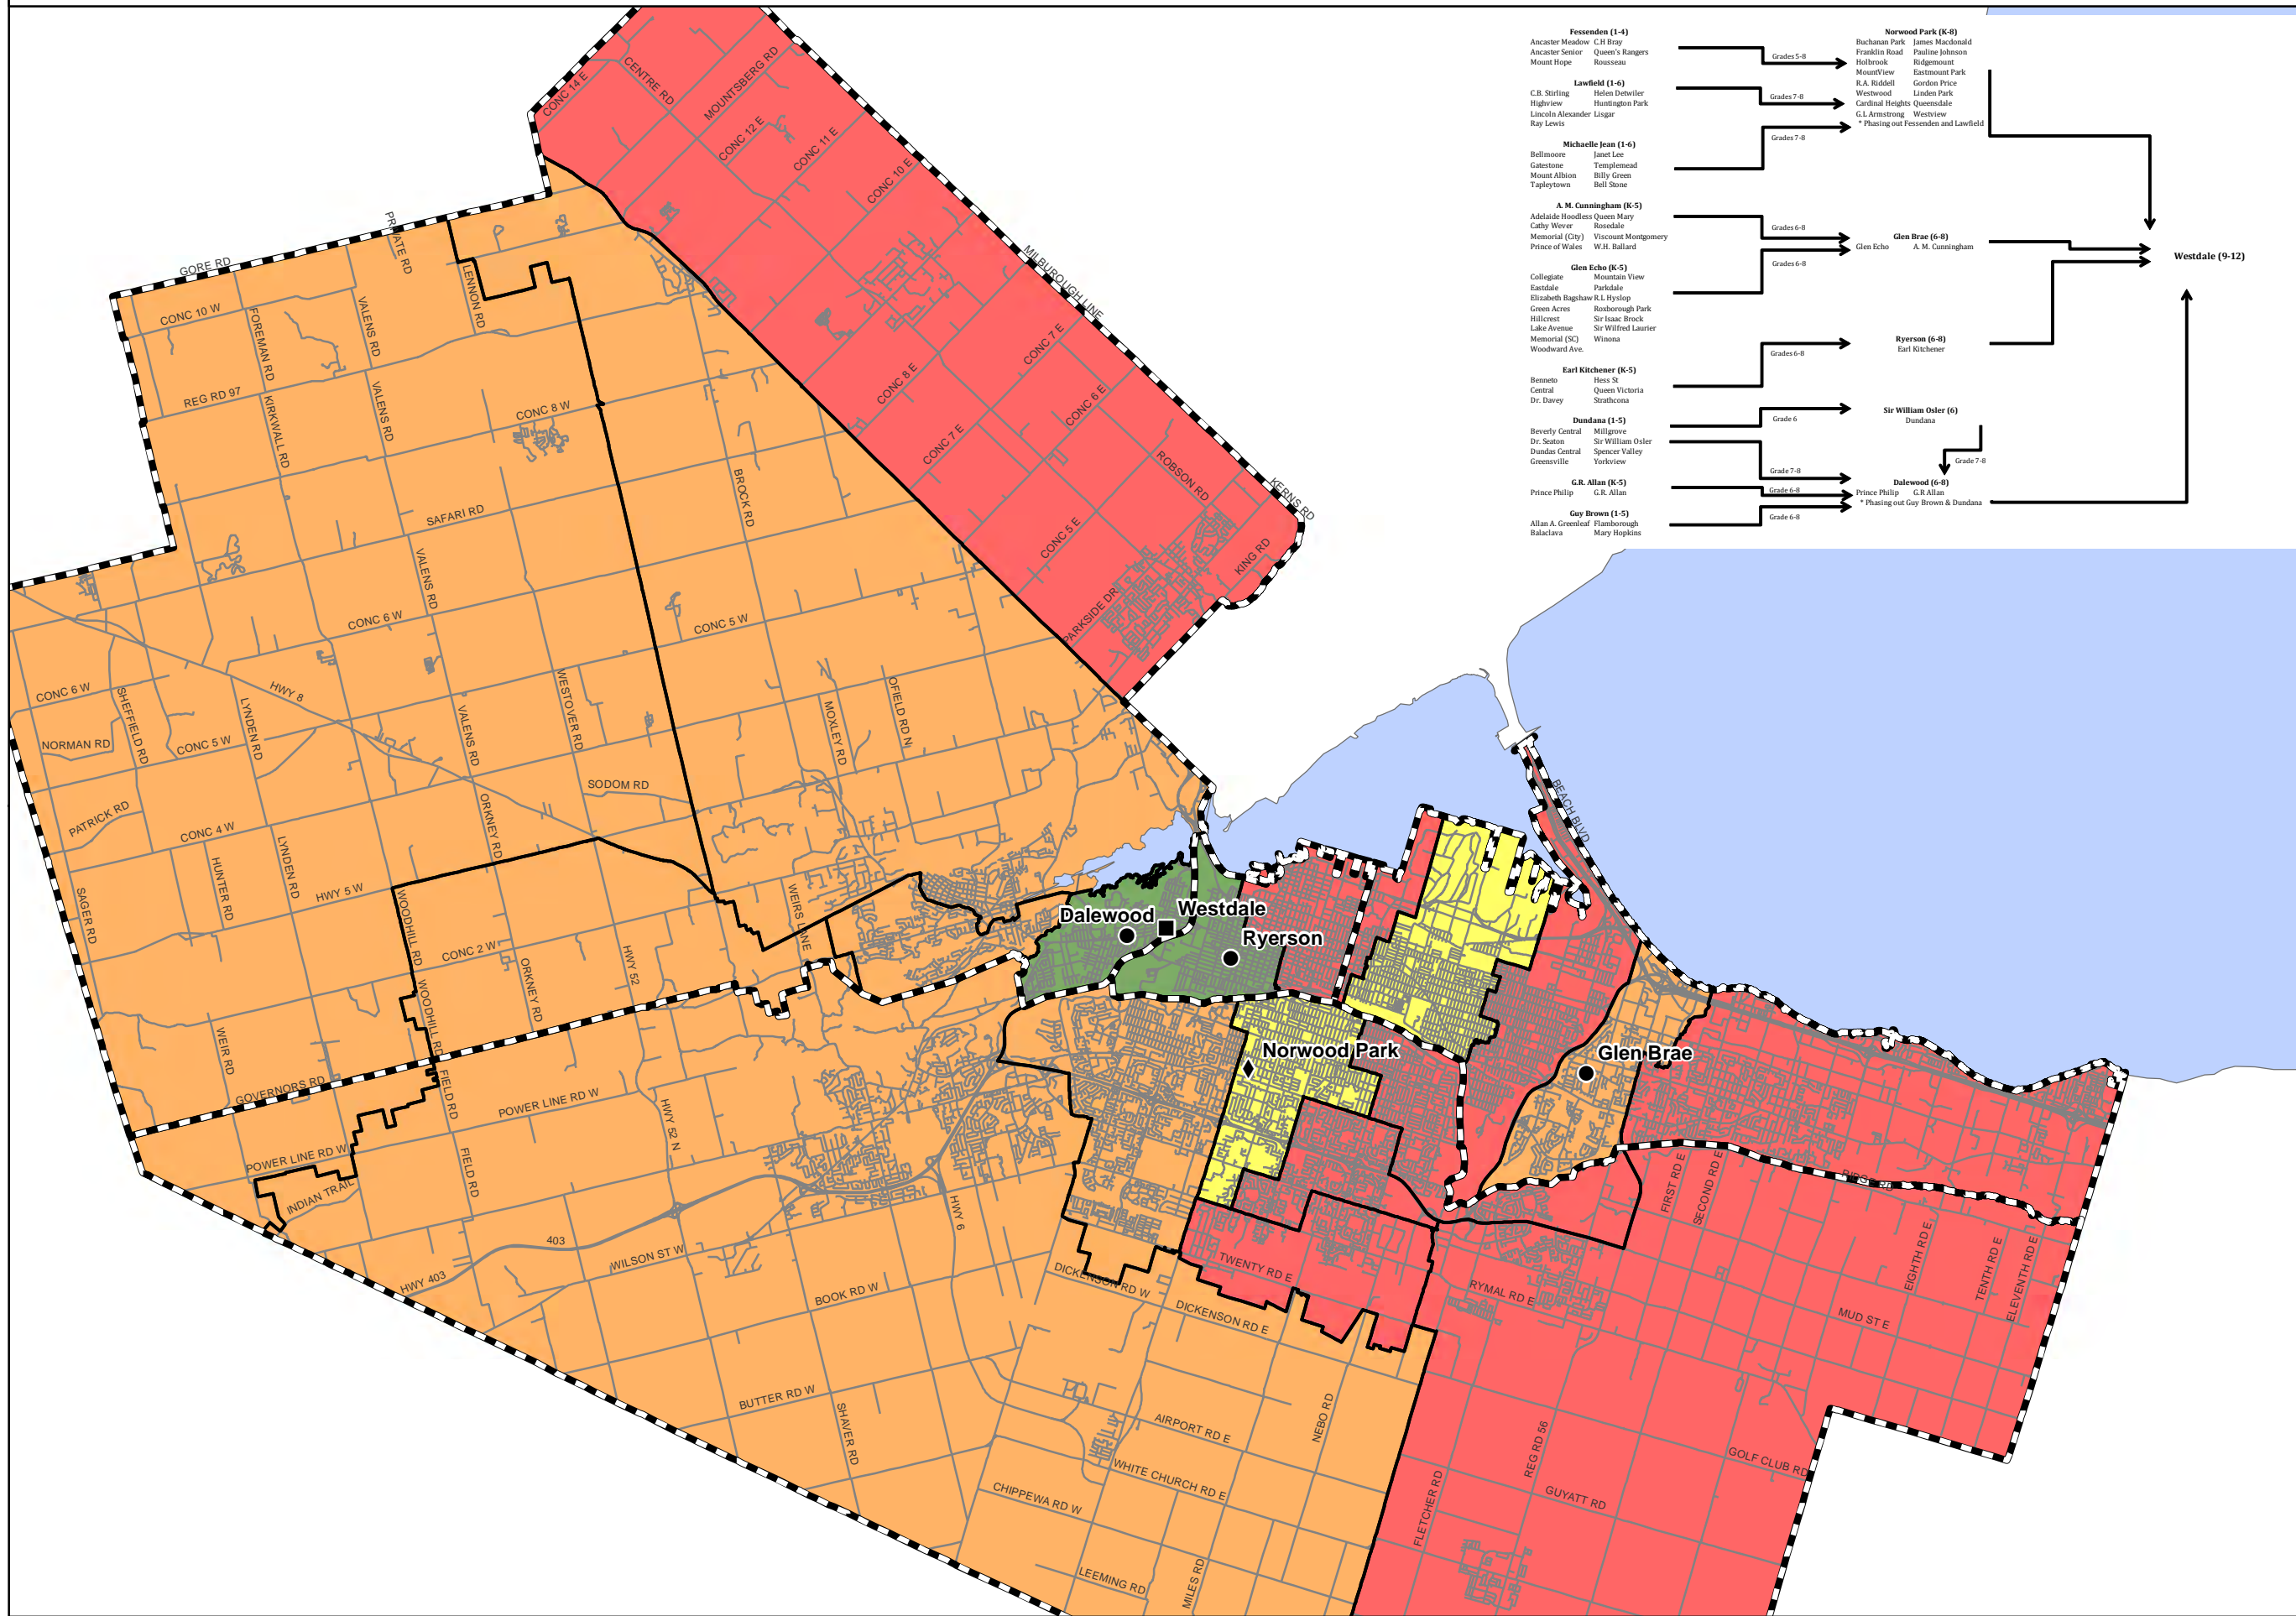 Fessenden (1-4)
Ancaster Meadow C.H Bray
Ancaster Senior Queen's Rangers
Mount Hope Rousseau
Grades 5-8
Lawfield (1-6)
C.B. Stirling Helen Detwiler
Highview Huntington Park
Lincoln Alexander Lisgar
Ray Lewis
Grades 7-8
Michaelle Jean (1-6)
Bellmoore Janet Lee
Gatestone Templemead
Mount Albion Billy Green
Tapleytown Bell Stone
Grades 7-8
Norwood Park (K-8)
Buchanan Park James Macdonald
Franklin Road Pauline Johnson
Holbrook Ridgemount
MountView Eastmount Park
R.A. Riddell Gordon Price
Westwood Linden Park
Cardinal Heights Queensdale
G.L Armstrong Westview
* Phasing out Fessenden and Lawfield
A. M. Cunningham (K-5)
Adelaide Hoodless Queen Mary
Cathy Wever Rosedale
Memorial (City) Viscount Montgomery
Prince of Wales W.H. Ballard
Grades 6-8
Glen Echo (K-5)
Collegiate Mountain View
Eastdale Parkdale
Elizabeth Bagshaw R.L Hyslop
Green Acres Roxborough Park
Hillcrest Sir Isaac Brock
Lake Avenue Sir Wilfred Laurier
Memorial (SC) Winona
Woodward Ave.
Grades 6-8
Glen Brae (6-8)
Glen Echo A. M. Cunningham
Westdale (9-12)
Earl Kitchener (K-5)
Benneto Hess St
Central Queen Victoria
Dr. Davey Strathcona
Grades 6-8
Ryerson (6-8)
Earl Kitchener
Dundana (1-5)
Beverly Central Millgrove
Dr. Seaton Sir William Osler
Dundas Central Spencer Valley
Greensville Yorkview
Grade 6
Grade 7-8
Sir William Osler (6)
Dundana
Grade 7-8
G.R. Allan (K-5)
Prince Philip G.R. Allan
Grade 6-8
Guy Brown (1-5)
Allan A. Greenleaf Flamborough
Balaclava Mary Hopkins
Grade 6-8
Dalewood (6-8)
Prince Philip G.R Allan
* Phasing out Guy Brown & Dundana
CONC 14 E
CENTRE RD
MOUNTSBERG RD
CONC 12 E
CONC 11 E
CONC 10 E
MILBUROUGH LINE
CONC 7 E
CONC 8 E
CONC 6 E
CONC 7 E
ROBSON RD
KERNS RD
CONC 5 E
KING RD
PARKSIDE DR
GORE RD
PRIVATE RD
CONC 10 W
FOREMAN RD
VALENS RD
LENNON RD
REG RD 97
KIRKWALL RD
VALENS RD
CONC 8 W
BROCK RD
SAFARI RD
VALENS RD
CONC 6 W
CONC 5 W
HWY 8
CONC 6 W
SHEFFIELD RD
LYNDEN RD
WESTOVER RD
VALENS RD
MOXLEY RD
OFIELD RD N
NORMAN RD
CONC 5 W
SODOM RD
PATRICK RD
CONC 4 W
ORKNEY RD
LYNDEN RD
HUNTER RD
HWY 5 W
SAGER RD
WOODHILL RD
WEIRS LANE
CONC 2 W
HWY 52
ORKNEY RD
WOODHILL RD
WEIR RD
GOVERNORS RD
FIELD RD
POWER LINE RD W
HWY 52 N
POWER LINE RD W
INDIAN TRAIL
FIELD RD
403
HWY 403
WILSON ST W
HWY 6
BOOK RD W
BUTTER RD W
SHAVER RD
DICKENSON RD W
DICKENSON RD E
TWENTY RD E
RYMAL RD E
AIRPORT RD E
NEBO RD
WHITE CHURCH RD E
CHIPPEWA RD W
LEEMING RD
MILES RD
FLETCHER RD
REG RD 56
GUYATT RD
GOLF CLUB RD
MUD ST E
FIRST RD E
SECOND RD E
EIGHTH RD E
TENTH RD E
ELEVENTH RD E
BEACH BLVD
Dalewood
Westdale
Ryerson
Norwood Park
Glen Brae